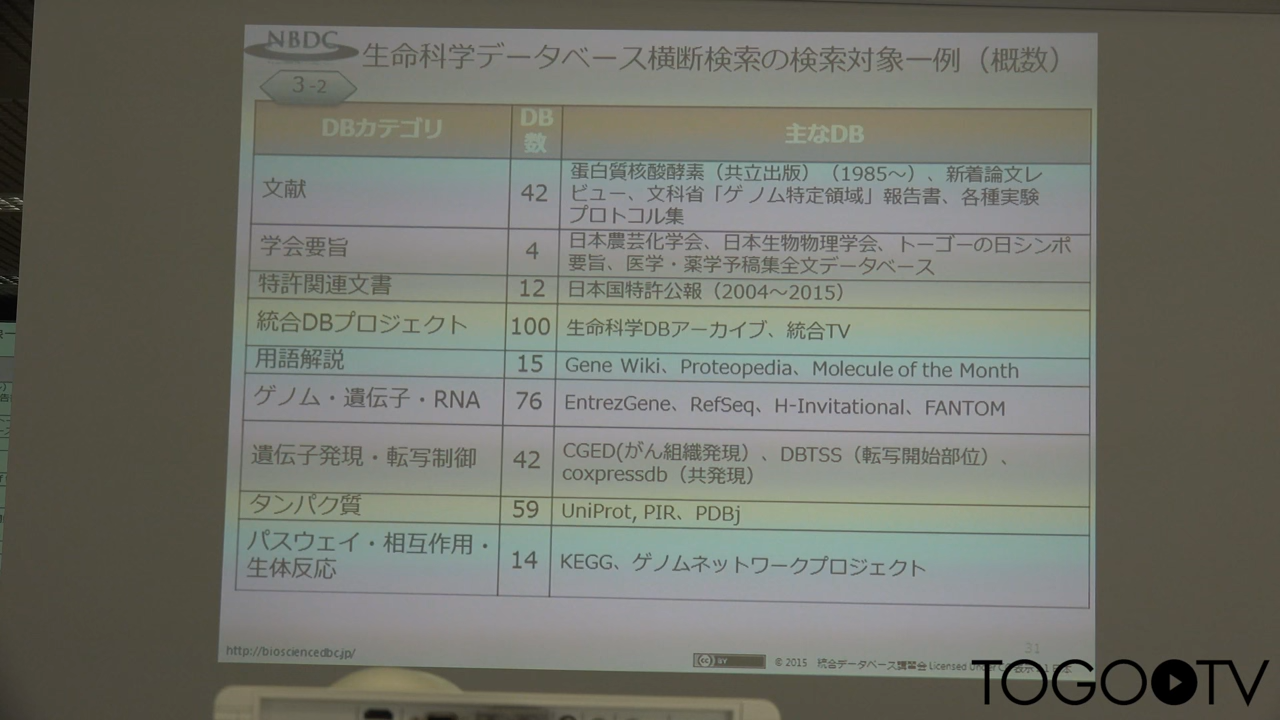 NBDC
生命科学データベース横断検索の検索対象一例（概数）
3-2
DBカテゴリ
DB数
主なDB
文献
42
蛋白質核酸酵素（共立出版）（1985～）、新着論文レ
ビュー、文科省「ゲノム特定領域」報告書、各種実験
プロトコル集
学会要旨
4
日本農芸化学会、日本生物物理学会、トーゴーの日シンポ
要旨、医学・薬学予稿集全文データベース
特許関連文書
12
日本国特許公報（2004～2015）
統合DBプロジェクト
100
生命科学DBアーカイブ、統合TV
用語解説
15
Gene Wiki、Proteopedia、Molecule of the Month
ゲノム・遺伝子・RNA
76
EntrezGene、RefSeq、H-Invitational、FANTOM
遺伝子発現・転写制御
42
CGED(がん組織発現）、DBTSS（転写開始部位）、
coxpressdb（共発現）
タンパク質
59
UniProt, PIR、PDBj
パスウェイ・相互作用・
生体反応
14
KEGG、ゲノムネットワークプロジェクト
31
http://biosciencedbc.jp/
cc BY
© 2015 統合データベース講習会 Licensed Under
TOGOTV